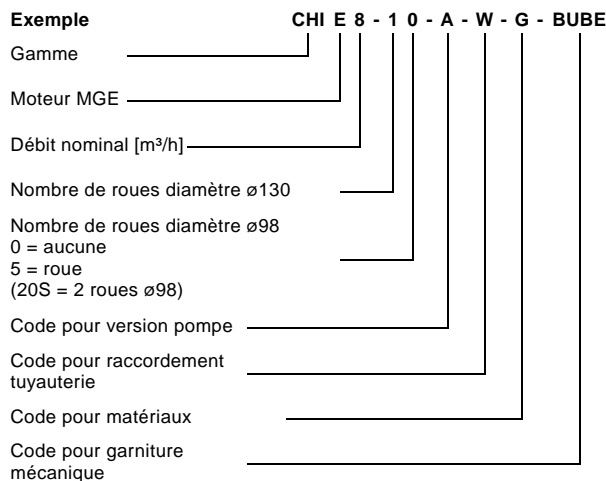 Exemple CHI E 8 - 1 0 - A - W - G - BUBE
Gamme
Moteur MGE
Débit nominal [m³/h]
Nombre de roues diamètre ø130
Nombre de roues diamètre ø98
0 = aucune
5 = roue
(20S = 2 roues ø98)
Code pour version pompe
Code pour raccordement
tuyauterie
Code pour matériaux
Code pour garniture
mécanique